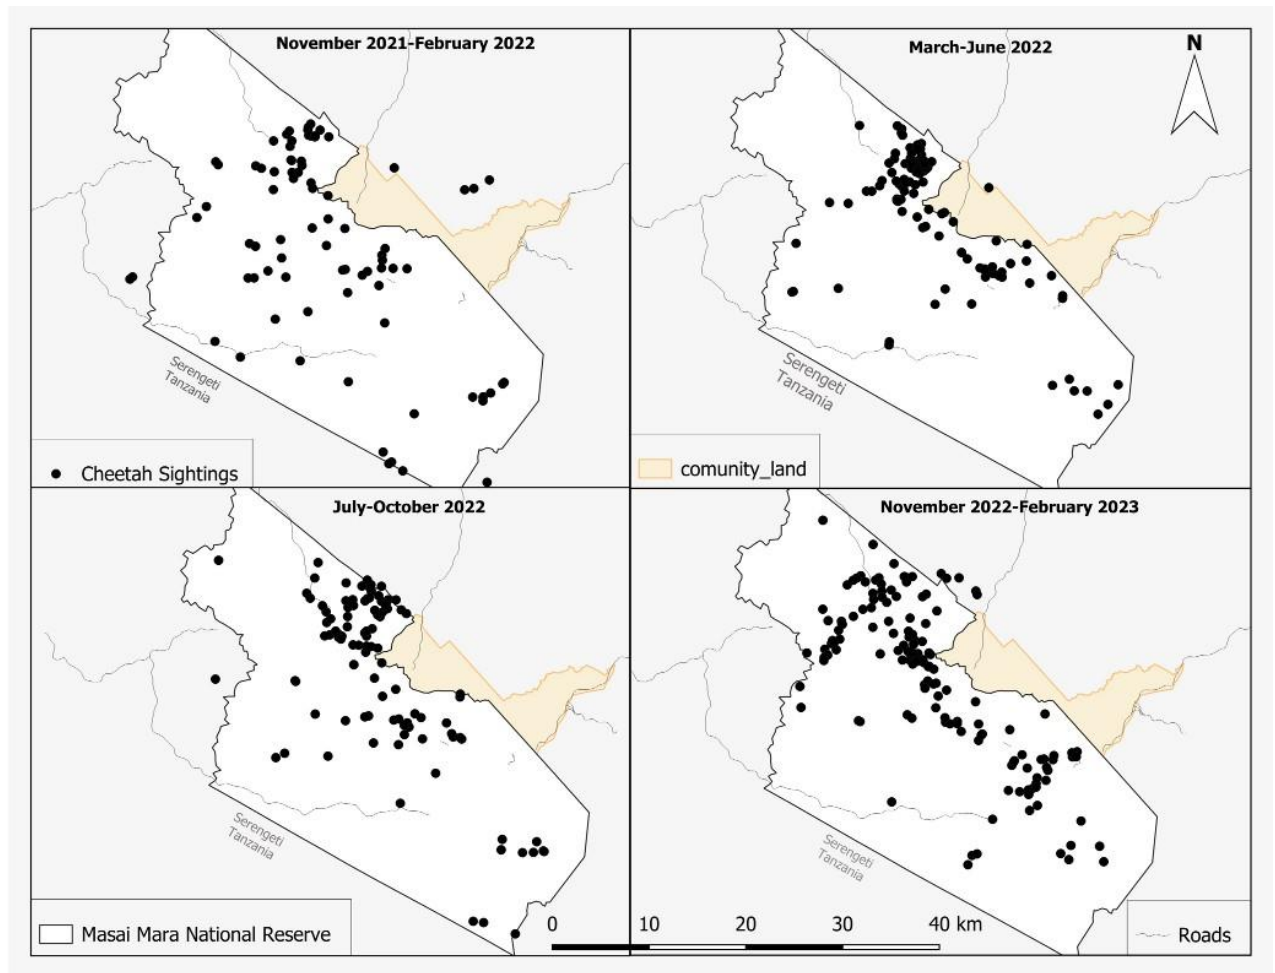 November 2021-February 2022
March-June 2022
N
Serengeti
Tanzania
Serengeti
Tanzania
Cheetah Sightings
comunity_land
July-October 2022
November 2022-February 2023
Serengeti
Tanzania
Serengeti
Tanzania
0 10 20 30 40 km
Masai Mara National Reserve
Roads